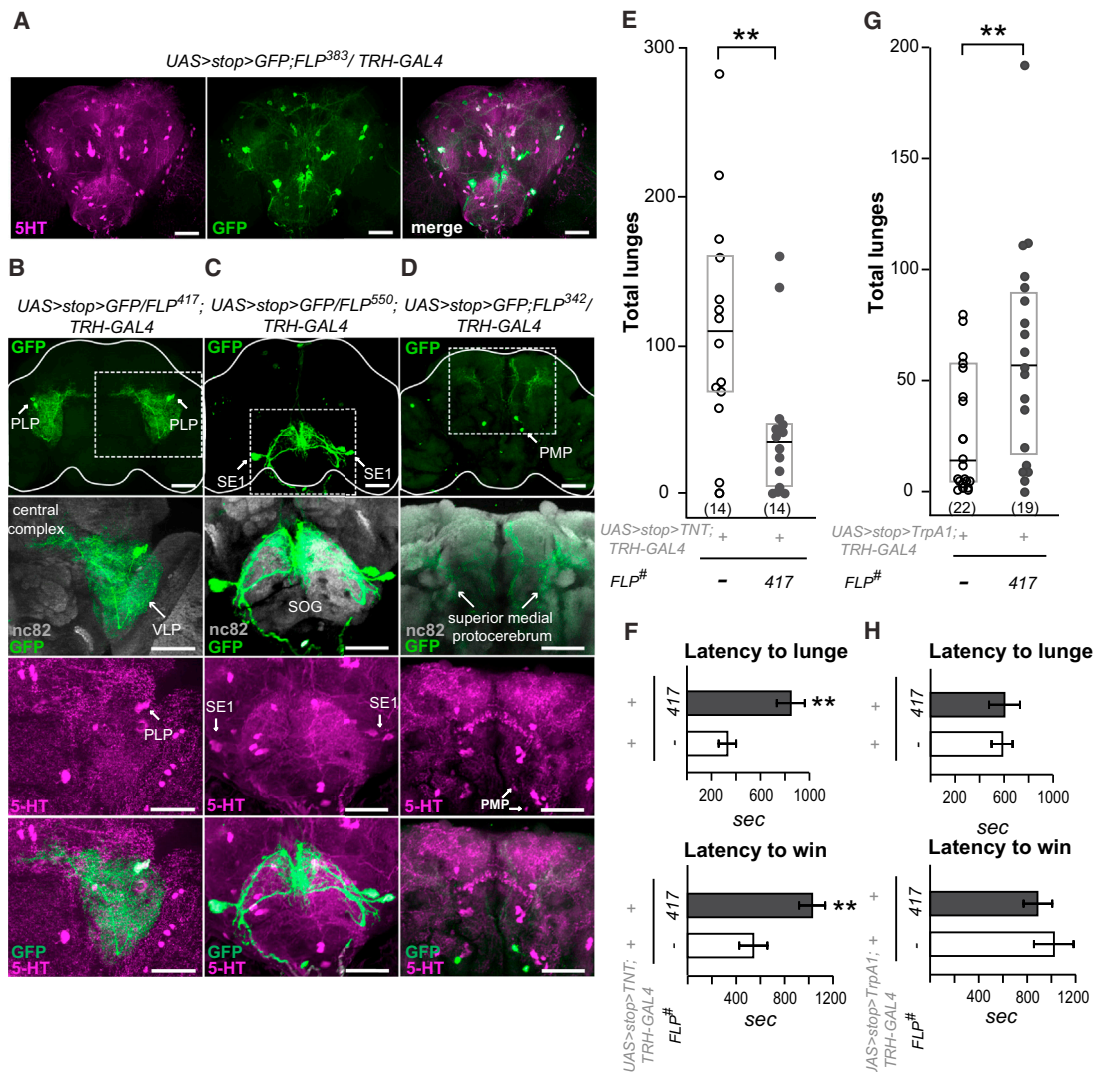 A
UAS>stop>GFP;FLP383/ TRH-GAL4
5HT
GFP
merge
B
UAS>stop>GFP/FLP417;
TRH-GAL4
GFP
PLP
PLP
central
complex
VLP
nc82
GFP
PLP
5-HT
GFP
5-HT
C
UAS>stop>GFP/FLP550;
TRH-GAL4
SE1
SE1
SOG
SE1
SE1
D
UAS>stop>GFP;FLP342/
TRH-GAL4
GFP
PMP
superior medial
protocerebrum
nc82
GFP
PMP
5-HT
GFP
5-HT
nc82
GFP
5-HT
GFP
5-HT
E
**
300
200
100
0
Total lunges
(14)
(14)
UAS>stop>TNT;
TRH-GAL4
+
+
FLP#
-
417
G
**
200
150
100
50
0
Total lunges
(22)
(19)
UAS>stop>TrpA1;
TRH-GAL4
+
+
FLP#
-
417
F
Latency to lunge
+
417
**
+
-
200
600
1000
sec
Latency to win
+
417
**
+
-
400
800
1200
sec
UAS>stop>TNT;
TRH-GAL4
FLP#
H
Latency to lunge
+
417
+
-
200
600
1000
sec
Latency to win
+
417
+
-
400
800
1200
sec
JAS>stop>TrpA1;
TRH-GAL4
FLP#